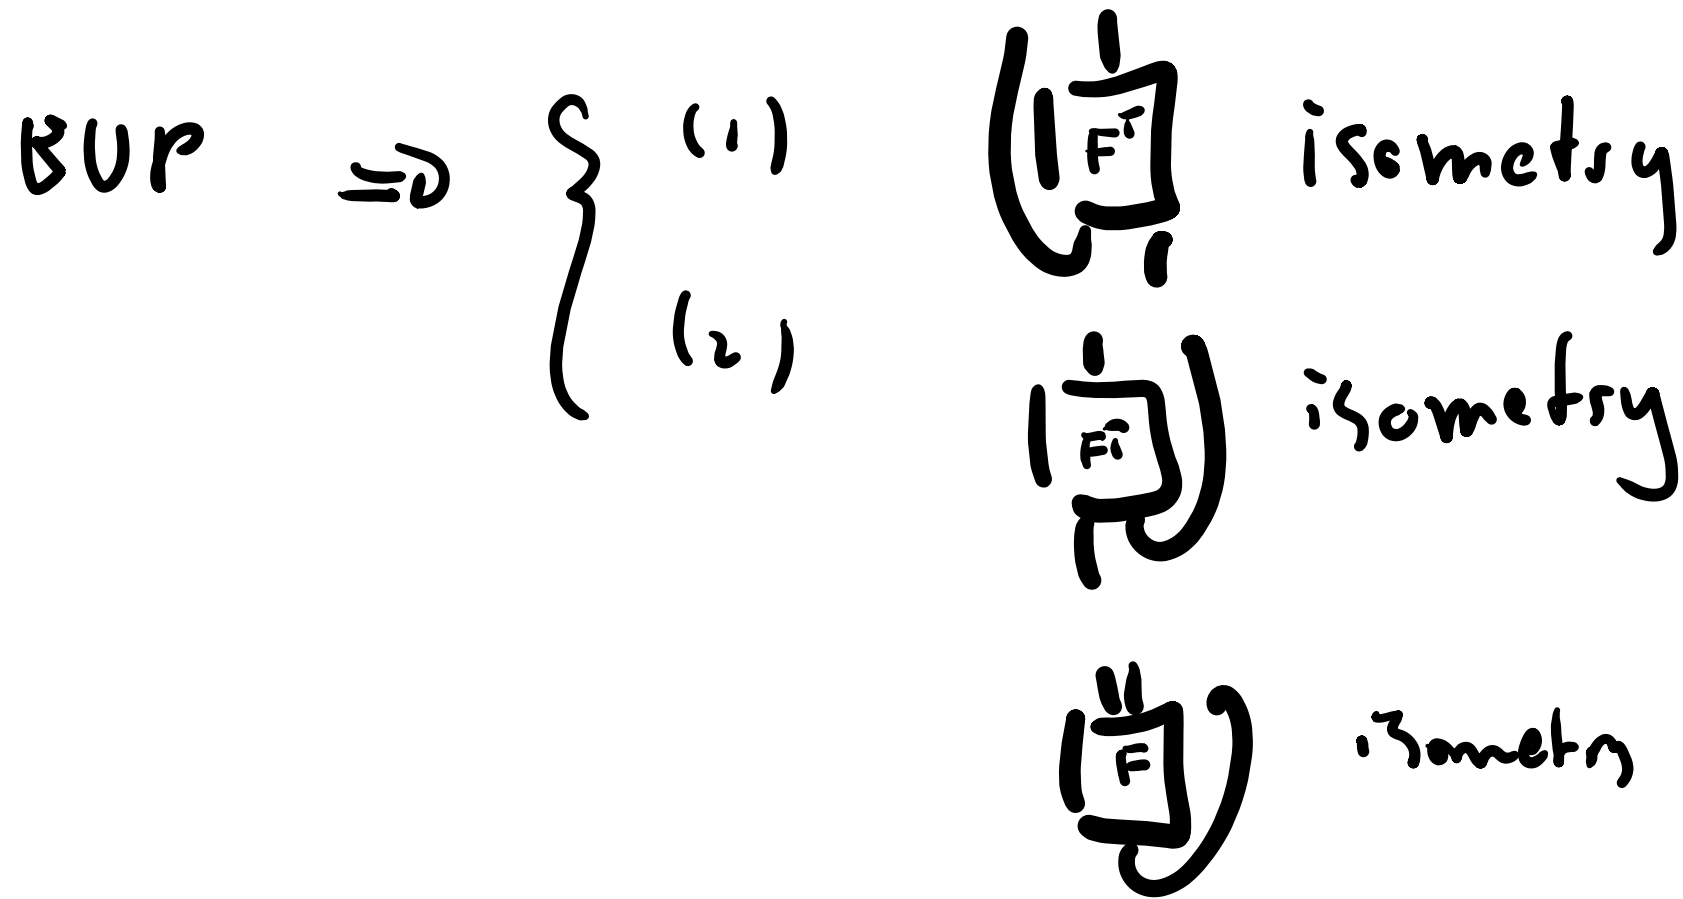 BUP ⇒ { (1) F† isometry
(2) F† isometry
F isometry